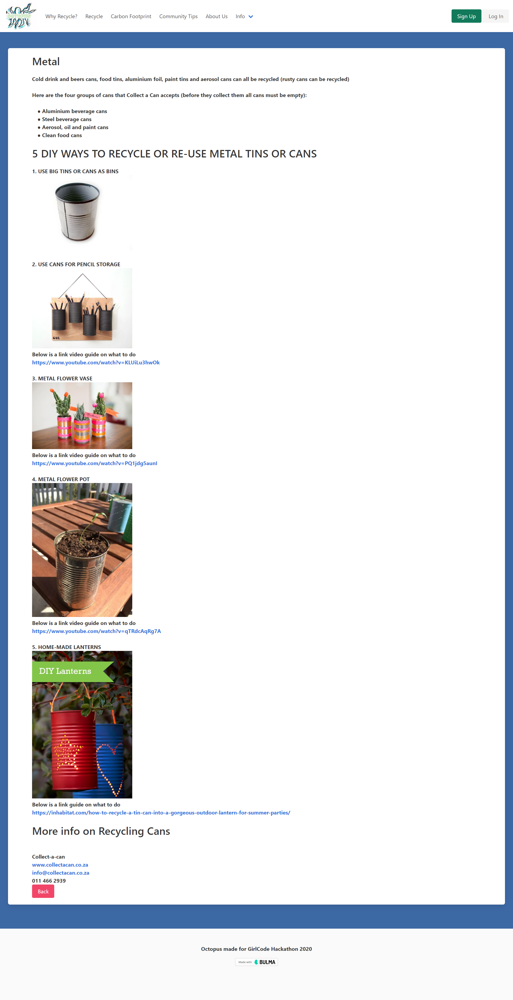 OCTOPUS
Why Recycle?
Recycle
Carbon Footprint
Community Tips
About Us
Info
Sign Up
Log In
Metal
Cold drink and beers cans, food tins, aluminium foil, paint tins and aerosol cans can all be recycled (rusty cans can be recycled)
Here are the four groups of cans that Collect a Can accepts (before they collect them all cans must be empty):
● Aluminium beverage cans
● Steel beverage cans
● Aerosol, oil and paint cans
● Clean food cans
5 DIY WAYS TO RECYCLE OR RE-USE METAL TINS OR CANS
1. USE BIG TINS OR CANS AS BINS
2. USE CANS FOR PENCIL STORAGE
GDL
Below is a link video guide on what to do
https://www.youtube.com/watch?v=KLUiLu3hwOk
3. METAL FLOWER VASE
Brittany
Below is a link video guide on what to do
https://www.youtube.com/watch?v=PQ1jdg5aunI
4. METAL FLOWER POT
Below is a link video guide on what to do
https://www.youtube.com/watch?v=qTRdcAqRg7A
5. HOME-MADE LANTERNS
DIY Lanterns
Below is a link guide on what to do
https://inhabitat.com/how-to-recycle-a-tin-can-into-a-gorgeous-outdoor-lantern-for-summer-parties/
More info on Recycling Cans
Collect-a-can
www.collectacan.co.za
info@collectacan.co.za
011 466 2939
Back
Octopus made for GirlCode Hackathon 2020
Made with BULMA